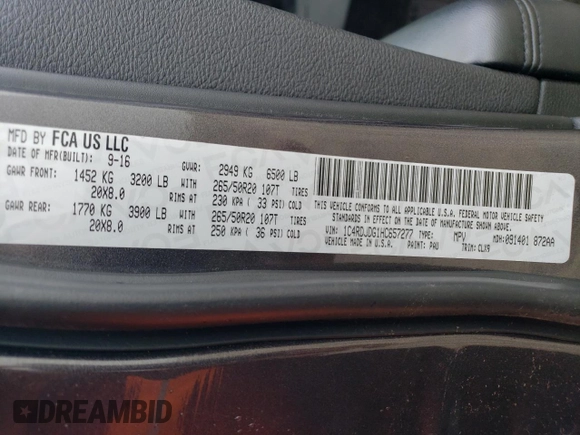 MFD BY FCA US LLC
DATE OF MFR(BUILT): 9-16 GVWR: 2949 KG 6500 LB
GAWR FRONT: 1452 KG 3200 LB WITH 265/50R20 107T TIRES
20X8.0 RIMS AT 230 KPA ( 33 PSI) COLD
GAWR REAR: 1770 KG 3900 LB WITH 265/50R20 107T TIRES
20X8.0 RIMS AT 250 KPA ( 36 PSI) COLD
THIS VEHICLE CONFORMS TO ALL APPLICABLE U.S.A. FEDERAL MOTOR VEHICLE SAFETY
STANDARDS IN EFFECT ON THE DATE OF MANUFACTURE SHOWN ABOVE.
VIN: 1C4RDJDG1HC657277 TYPE: MPV MDH: 091401 872AA
VEHICLE MADE IN U.S.A. PAINT: PAU TRIM: CLX9
DREAMBID